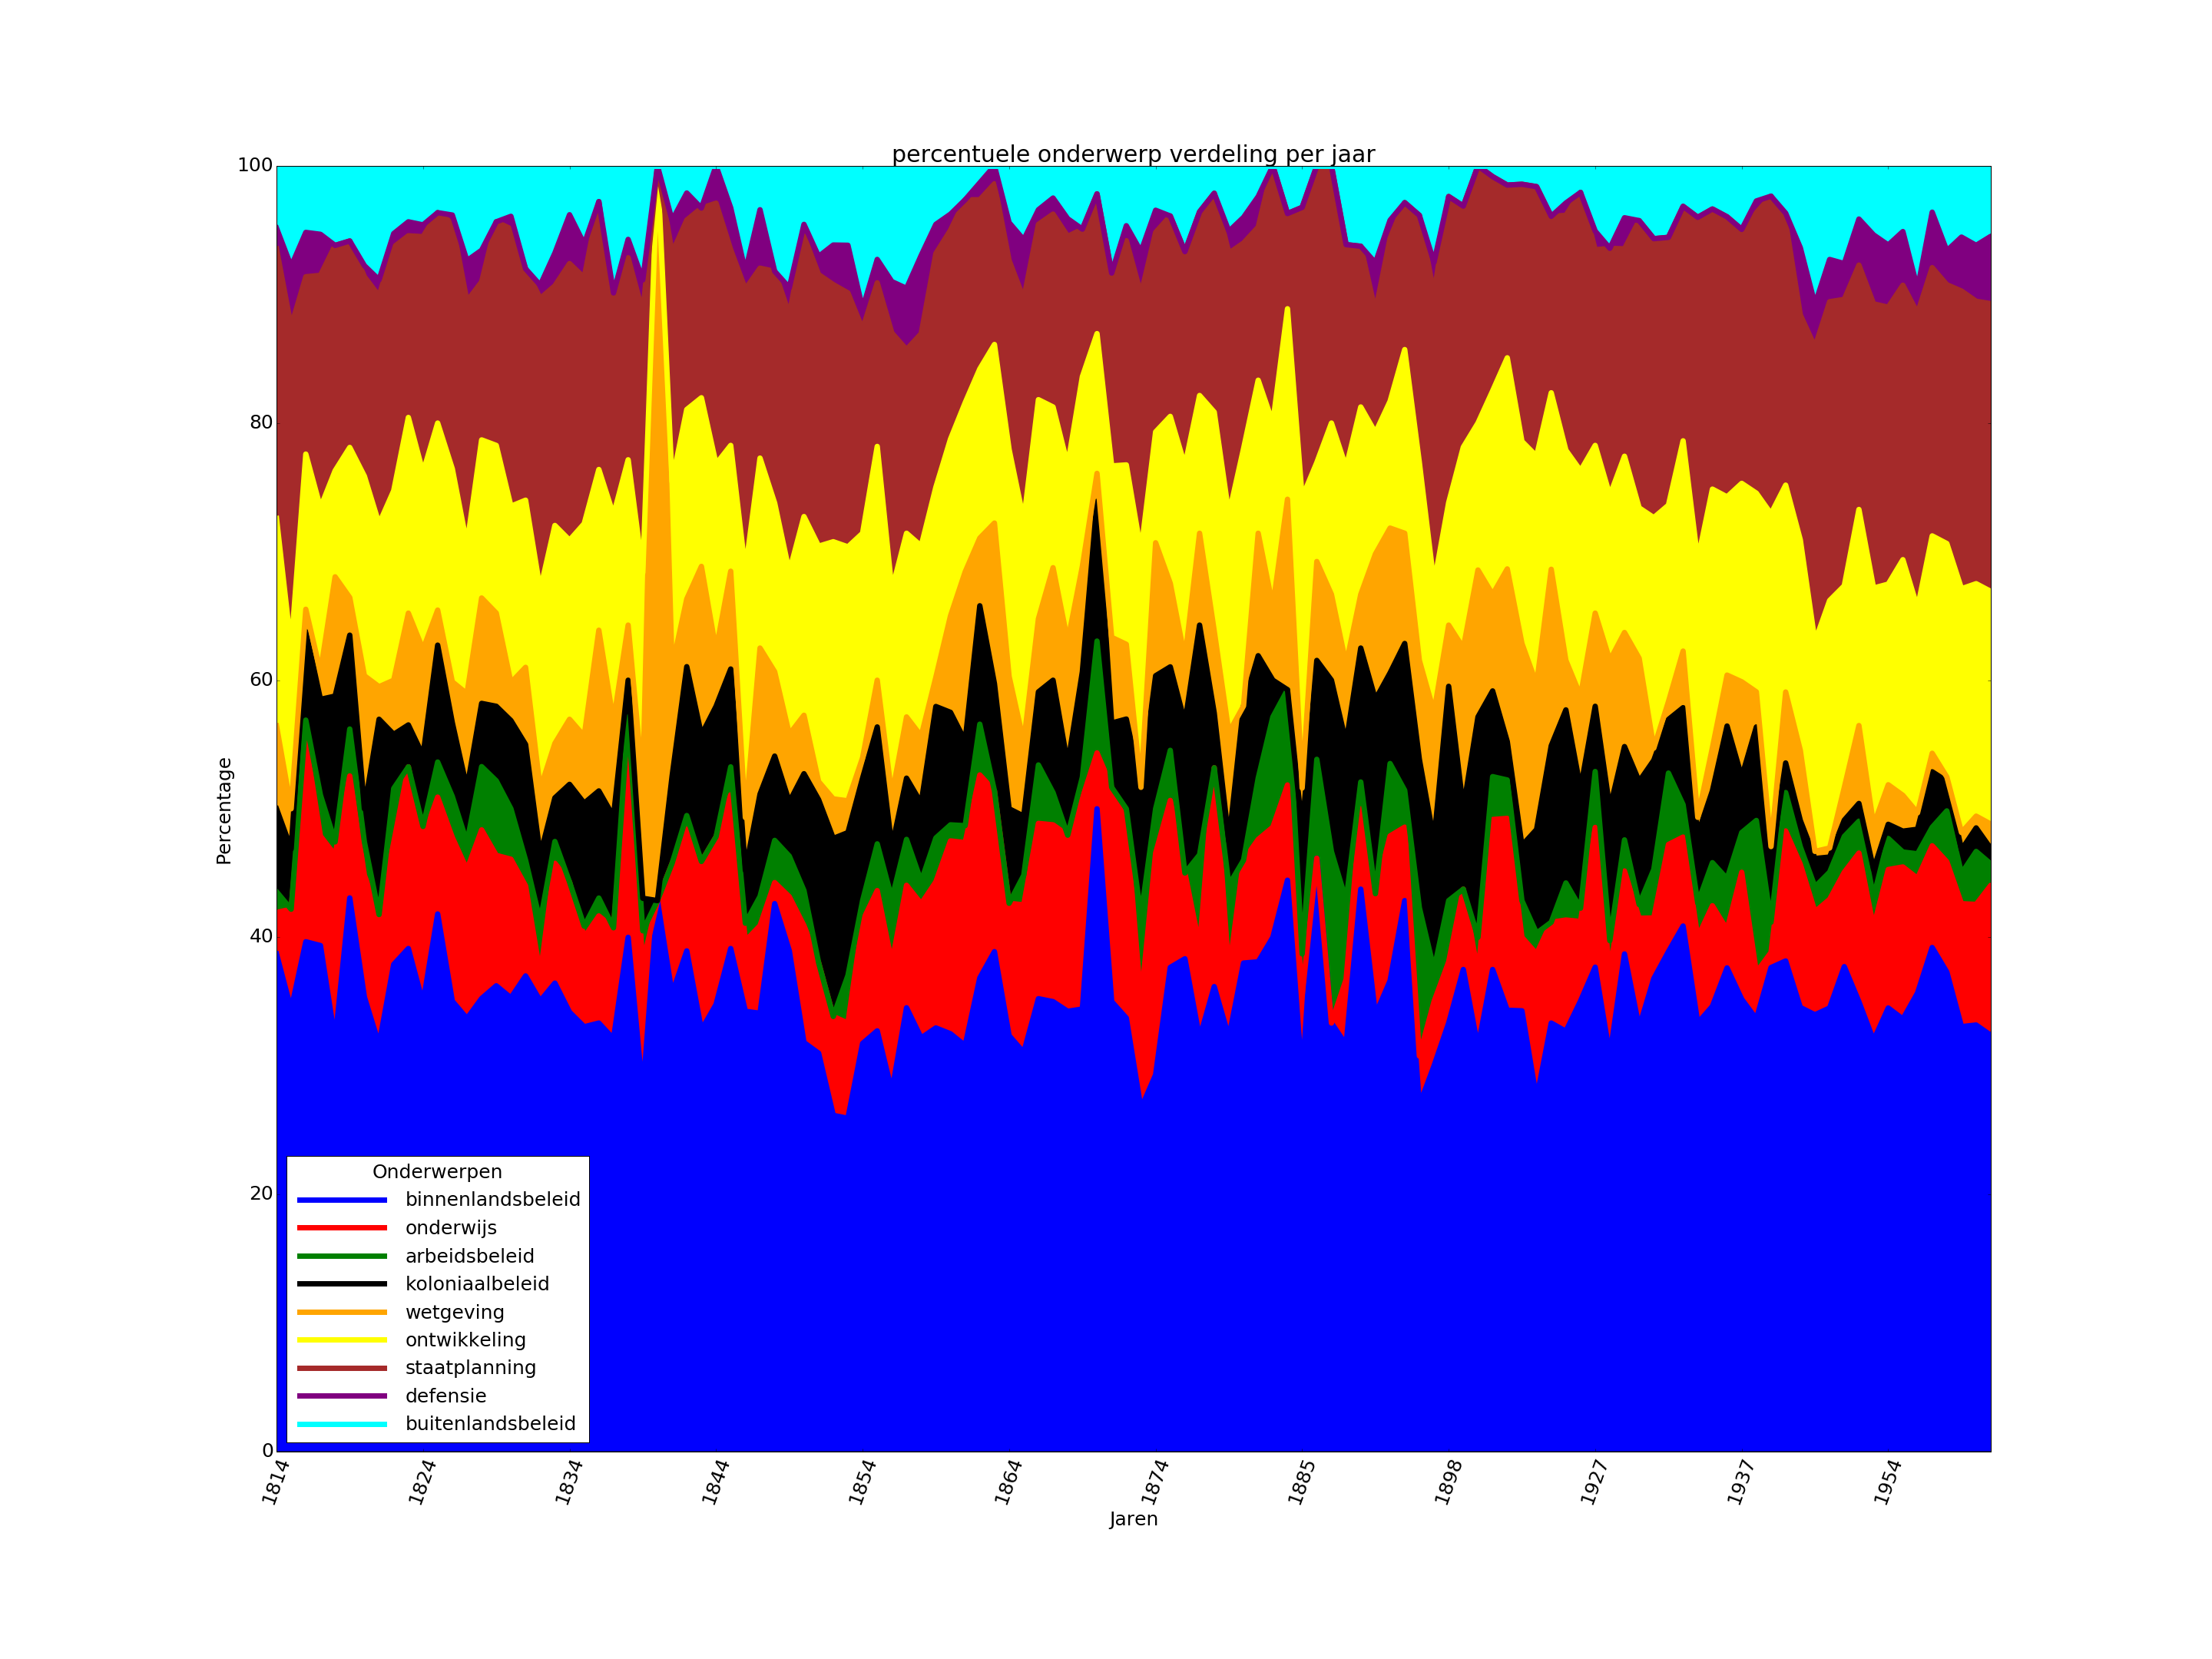 percentuele onderwerp verdeling per jaar
100
80
60
40
20
0
Percentage
Onderwerpen
binnenlandsbeleid
onderwijs
arbeidsbeleid
koloniaalbeleid
wetgeving
ontwikkeling
staatplanning
defensie
buitenlandsbeleid
1814 1824 1834 1844 1854 1864 1874 1885 1898 1927 1937 1954
Jaren